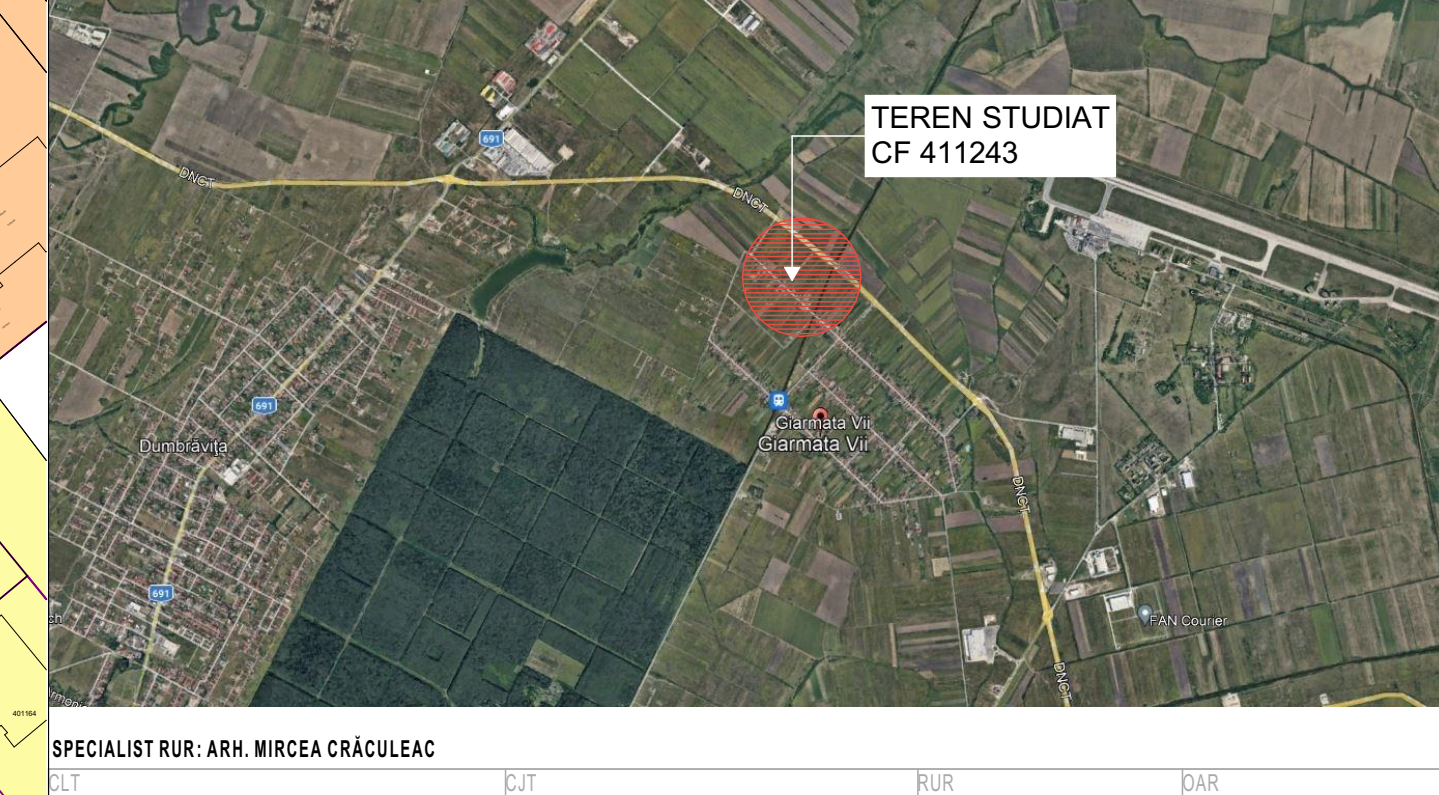 TEREN STUDIAT
CF 411243
691
DNCT
DNCT
691
Dumbrăvița
Giarmata Vii
Giarmata Vii
DNCT
691
ch
FAN Courier
DNCT
401164
SPECIALIST RUR: ARH. MIRCEA CRĂCULEAC
CLT
CJT
RUR
OAR